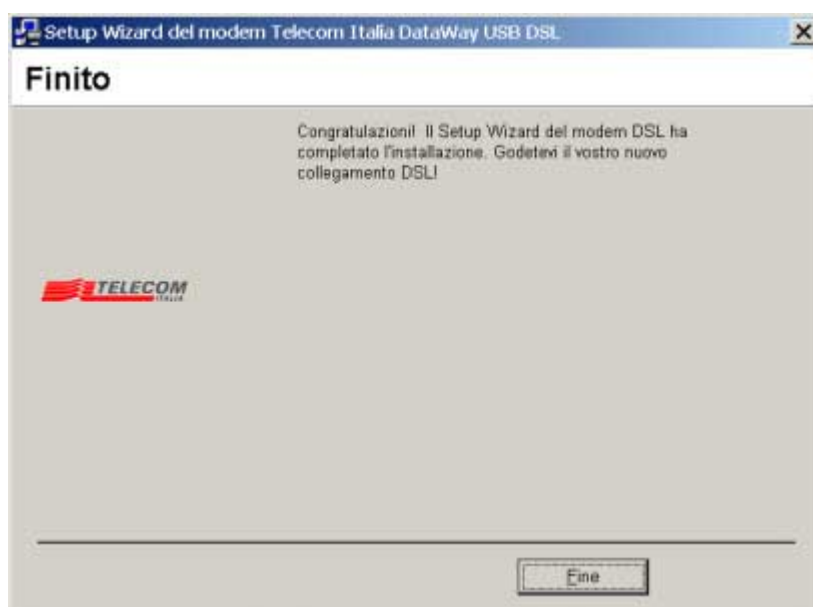 Setup Wizard del modem Telecom Italia DataWay USB DSL
Finito
Congratulazioni! Il Setup Wizard del modem DSL ha
completato l'installazione. Godetevi il vostro nuovo
collegamento DSL!
TELECOM
ITALIA
Fine